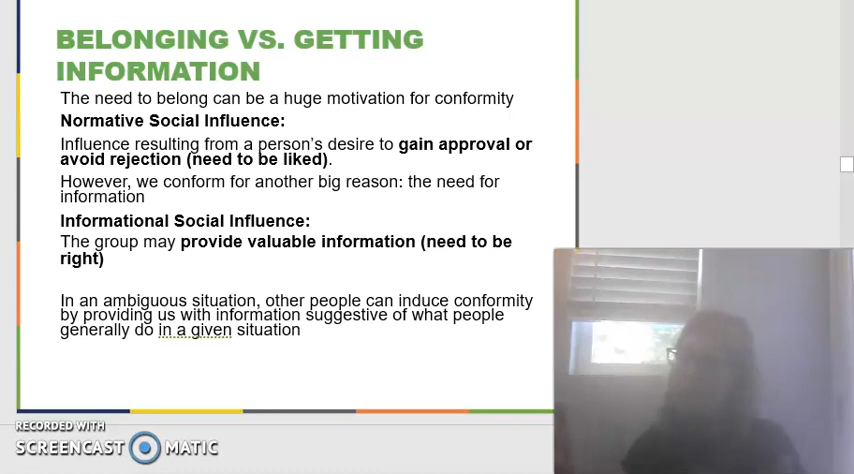 BELONGING VS. GETTING
INFORMATION
The need to belong can be a huge motivation for conformity
Normative Social Influence:
Influence resulting from a person's desire to gain approval or
avoid rejection (need to be liked).
However, we conform for another big reason: the need for
information
Informational Social Influence:
The group may provide valuable information (need to be
right)
In an ambiguous situation, other people can induce conformity
by providing us with information suggestive of what people
generally do in a given situation
RECORDED WITH
SCREENCAST MATIC